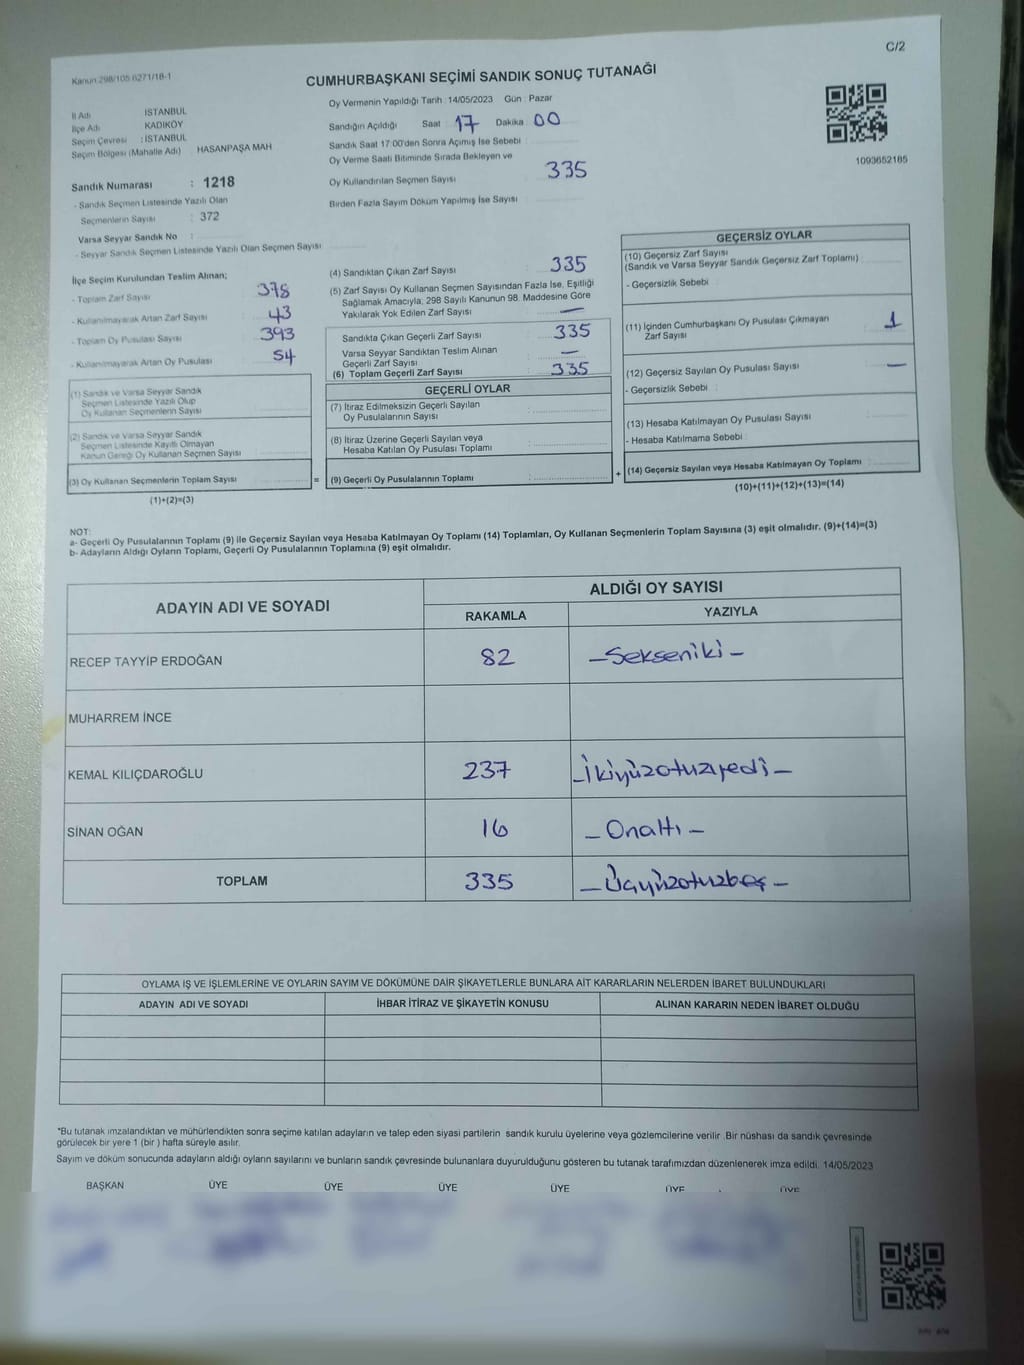 C/2
Kanun 298/105 6271/18-1
CUMHURBAŞKANI SEÇİMİ SANDIK SONUÇ TUTANAĞI
İl Adı İSTANBUL
İlçe Adı KADIKÖY
Seçim Çevresi : İSTANBUL
Seçim Bölgesi (Mahalle Adı) HASANPAŞA MAH
Oy Vermenin Yapıldığı Tarih : 14/05/2023 Gün : Pazar
Sandığın Açıldığı Saat 17 Dakika 00
Sandık Saat 17:00'den Sonra Açılmış İse Sebebi :
Oy Verme Saati Bitiminde Sırada Bekleyen ve
Oy Kullandırılan Seçmen Sayısı 335
Birden Fazla Sayım Döküm Yapılmış İse Sayısı
1093652185
Sandık Numarası : 1218
- Sandık Seçmen Listesinde Yazılı Olan
Seçmenlerin Sayısı : 372
Varsa Seyyar Sandık No :
- Seyyar Sandık Seçmen Listesinde Yazılı Olan Seçmen Sayısı
İlçe Seçim Kurulundan Teslim Alınan;
- Toplam Zarf Sayısı 378
- Kullanılmayarak Artan Zarf Sayısı 43
- Toplam Oy Pusulası Sayısı 393
- Kullanılmayarak Artan Oy Pusulası 54
(1) Sandık ve Varsa Seyyar Sandık
Seçmen Listesinde Yazılı Olup
Oy Kullanan Seçmenlerin Sayısı
(2) Sandık ve Varsa Seyyar Sandık
Seçmen Listesinde Kayıtlı Olmayan
Kanun Gereği Oy Kullanan Seçmen Sayısı
(3) Oy Kullanan Seçmenlerin Toplam Sayısı =
(1)+(2)=(3)
(4) Sandıktan Çıkan Zarf Sayısı 335
(5) Zarf Sayısı Oy Kullanan Seçmen Sayısından Fazla İse, Eşitliği
Sağlamak Amacıyla, 298 Sayılı Kanunun 98. Maddesine Göre
Yakılarak Yok Edilen Zarf Sayısı —
Sandıkta Çıkan Geçerli Zarf Sayısı 335
Varsa Seyyar Sandıktan Teslim Alınan
Geçerli Zarf Sayısı —
(6) Toplam Geçerli Zarf Sayısı 335
GEÇERLİ OYLAR
(7) İtiraz Edilmeksizin Geçerli Sayılan
Oy Pusulalarının Sayısı :
(8) İtiraz Üzerine Geçerli Sayılan veya
Hesaba Katılan Oy Pusulası Toplamı :
(9) Geçerli Oy Pusulalarının Toplamı : +
GEÇERSİZ OYLAR
(10) Geçersiz Zarf Sayısı
(Sandık ve Varsa Seyyar Sandık Geçersiz Zarf Toplamı)
- Geçersizlik Sebebi :
(11) İçinden Cumhurbaşkanı Oy Pusulası Çıkmayan
Zarf Sayısı 1
(12) Geçersiz Sayılan Oy Pusulası Sayısı —
- Geçersizlik Sebebi :
(13) Hesaba Katılmayan Oy Pusulası Sayısı :
- Hesaba Katılmama Sebebi :
(14) Geçersiz Sayılan veya Hesaba Katılmayan Oy Toplamı :
(10)+(11)+(12)+(13)=(14)
NOT:
a- Geçerli Oy Pusulalarının Toplamı (9) ile Geçersiz Sayılan veya Hesaba Katılmayan Oy Toplamı (14) Toplamları, Oy Kullanan Seçmenlerin Toplam Sayısına (3) eşit olmalıdır. (9)+(14)=(3)
b- Adayların Aldığı Oyların Toplamı, Geçerli Oy Pusulalarının Toplamına (9) eşit olmalıdır.
ADAYIN ADI VE SOYADI
ALDIĞI OY SAYISI
RAKAMLA YAZIYLA
RECEP TAYYİP ERDOĞAN 82 –Sekseniki–
MUHARREM İNCE
KEMAL KILIÇDAROĞLU 237 –İkiyüzotuzyedi–
SİNAN OĞAN 16 –Onaltı–
TOPLAM 335 –Üçyüzotuzbeş–
OYLAMA İŞ VE İŞLEMLERİNE VE OYLARIN SAYIM VE DÖKÜMÜNE DAİR ŞİKAYETLERLE BUNLARA AİT KARARLARIN NELERDEN İBARET BULUNDUKLARI
ADAYIN ADI VE SOYADI İHBAR İTİRAZ VE ŞİKAYETİN KONUSU ALINAN KARARIN NEDEN İBARET OLDUĞU
*Bu tutanak imzalandıktan ve mühürlendikten sonra seçime katılan adayların ve talep eden siyasi partilerin sandık kurulu üyelerine veya gözlemcilerine verilir .Bir nüshası da sandık çevresinde
görülecek bir yere 1 (bir ) hafta süreyle asılır.
Sayım ve döküm sonucunda adayların aldığı oyların sayılarını ve bunların sandık çevresinde bulunanlara duyurulduğunu gösteren bu tutanak tarafımızdan düzenlenerek imza edildi. 14/05/2023
BAŞKAN ÜYE ÜYE ÜYE ÜYE ÜYE ÜYE